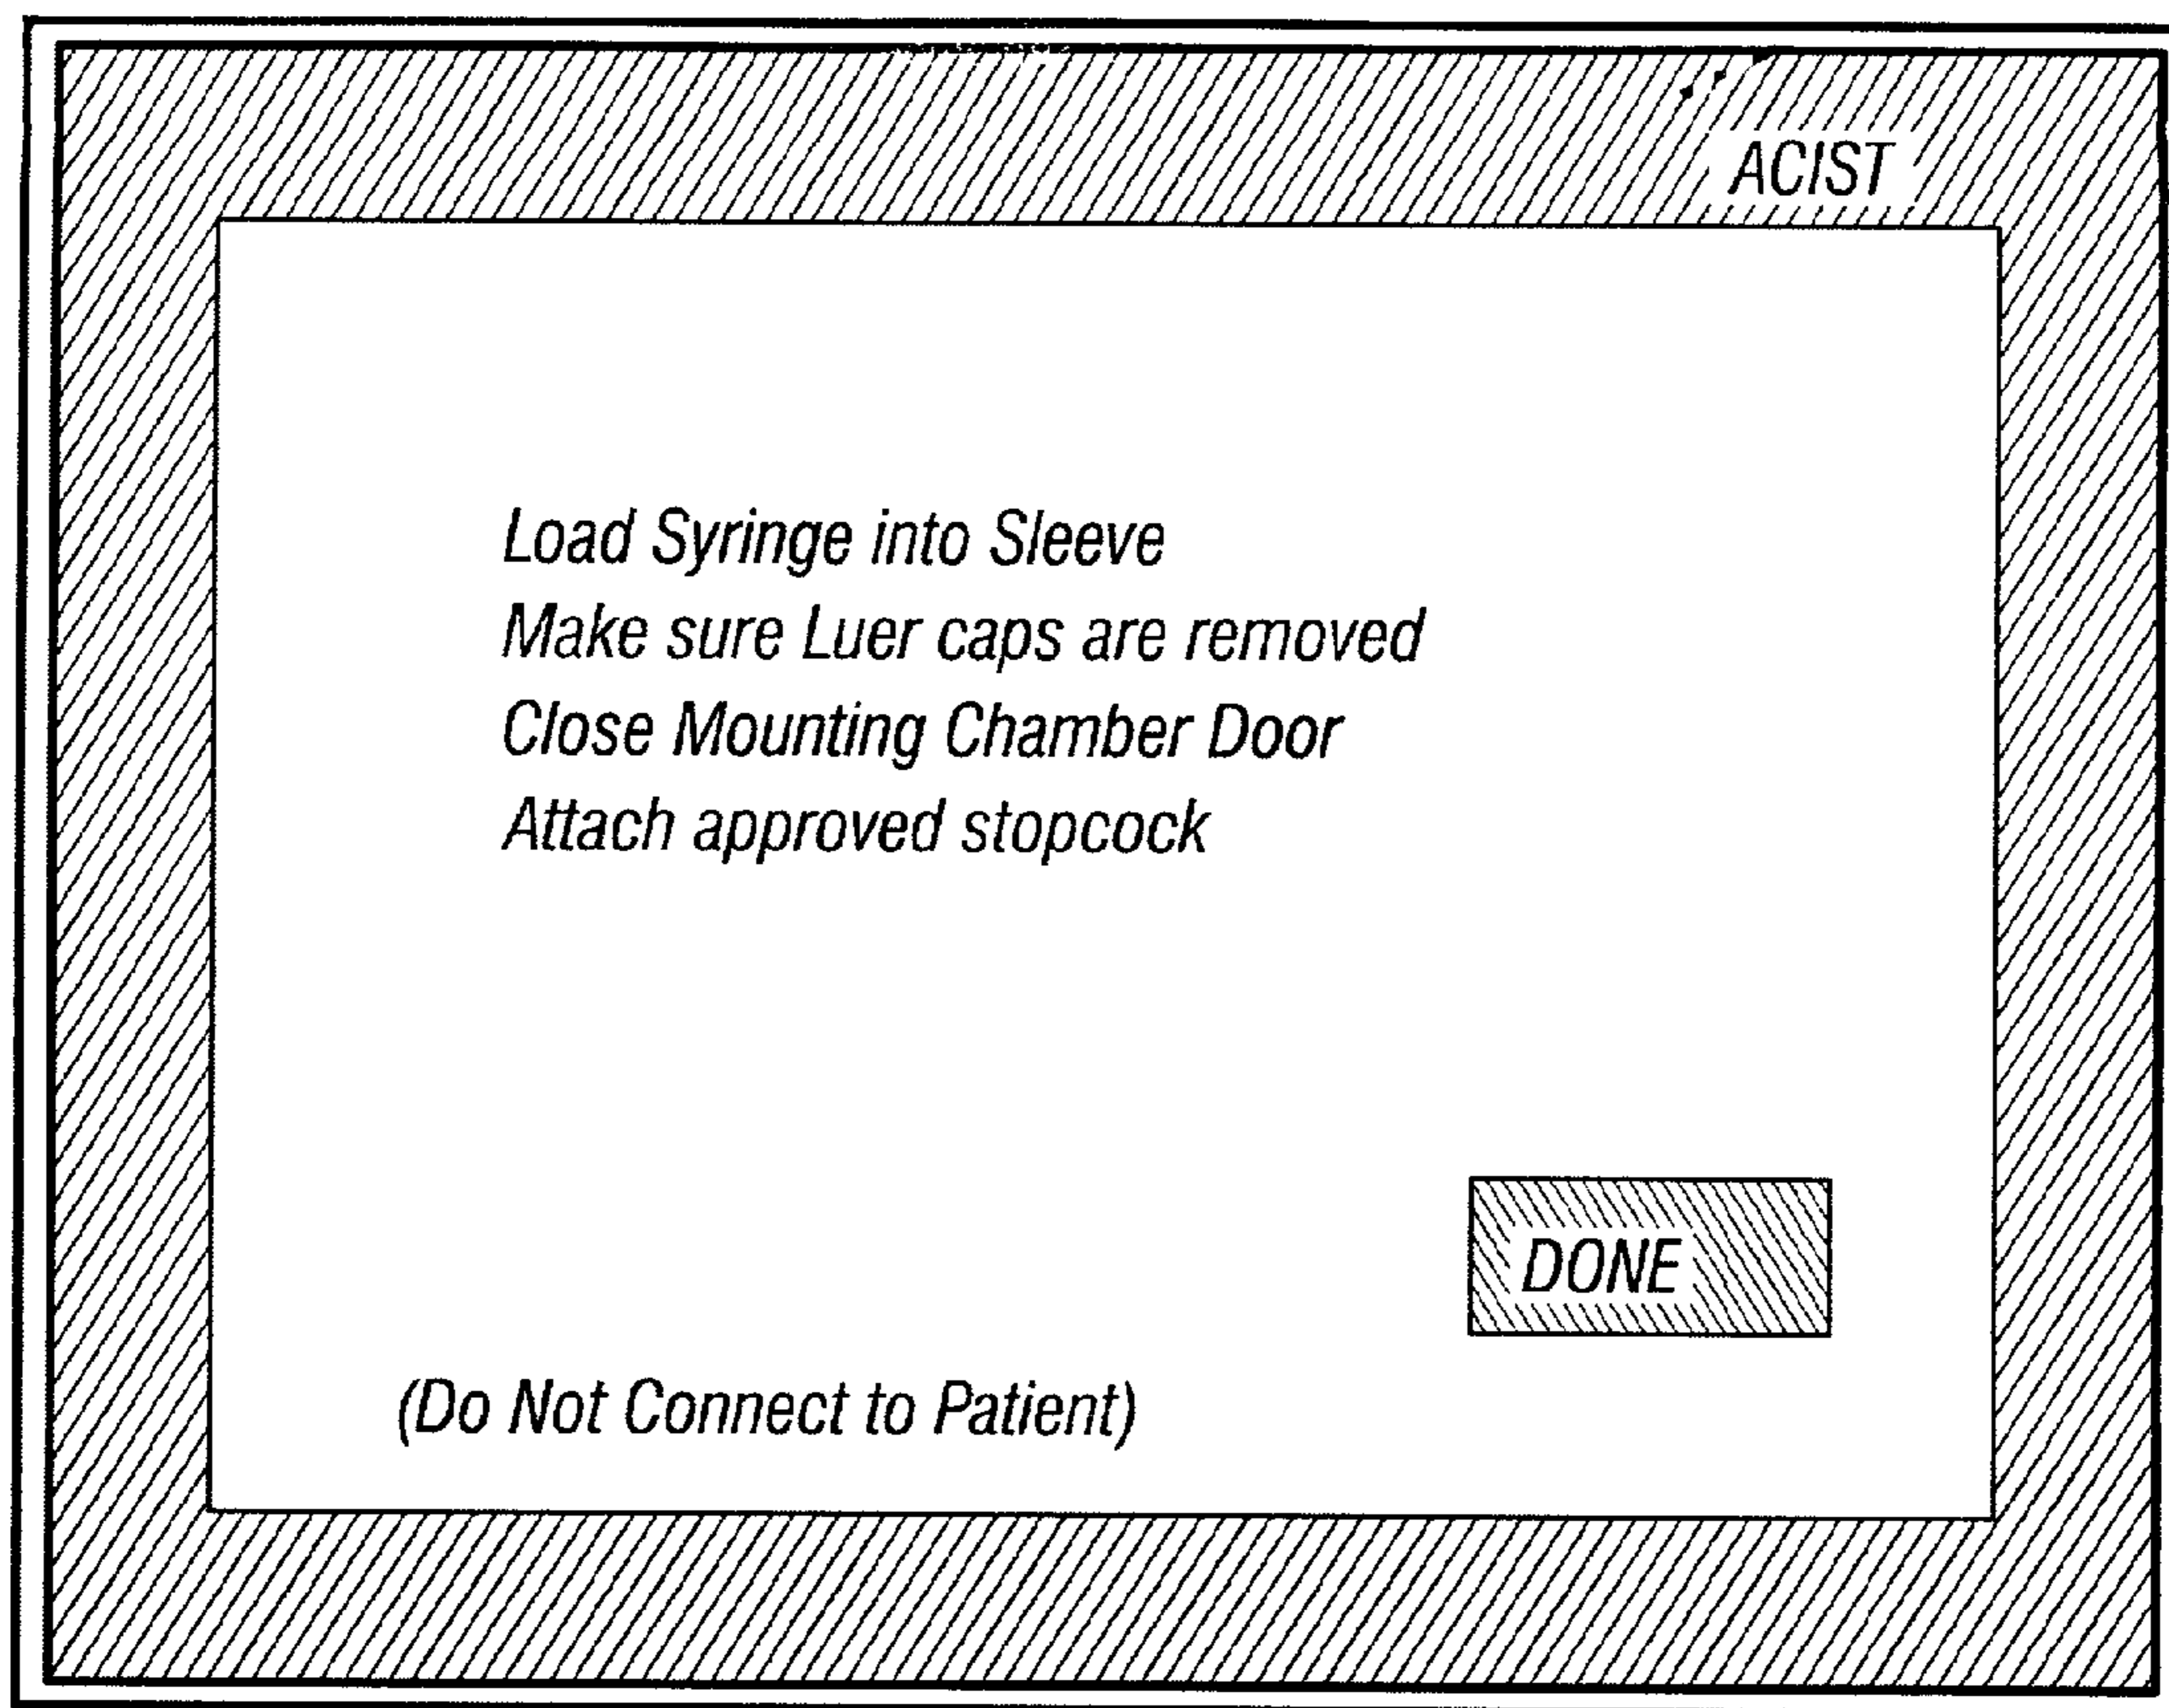 ACIST
Load Syringe into Sleeve
Make sure Luer caps are removed
Close Mounting Chamber Door
Attach approved stopcock
DONE
(Do Not Connect to Patient)